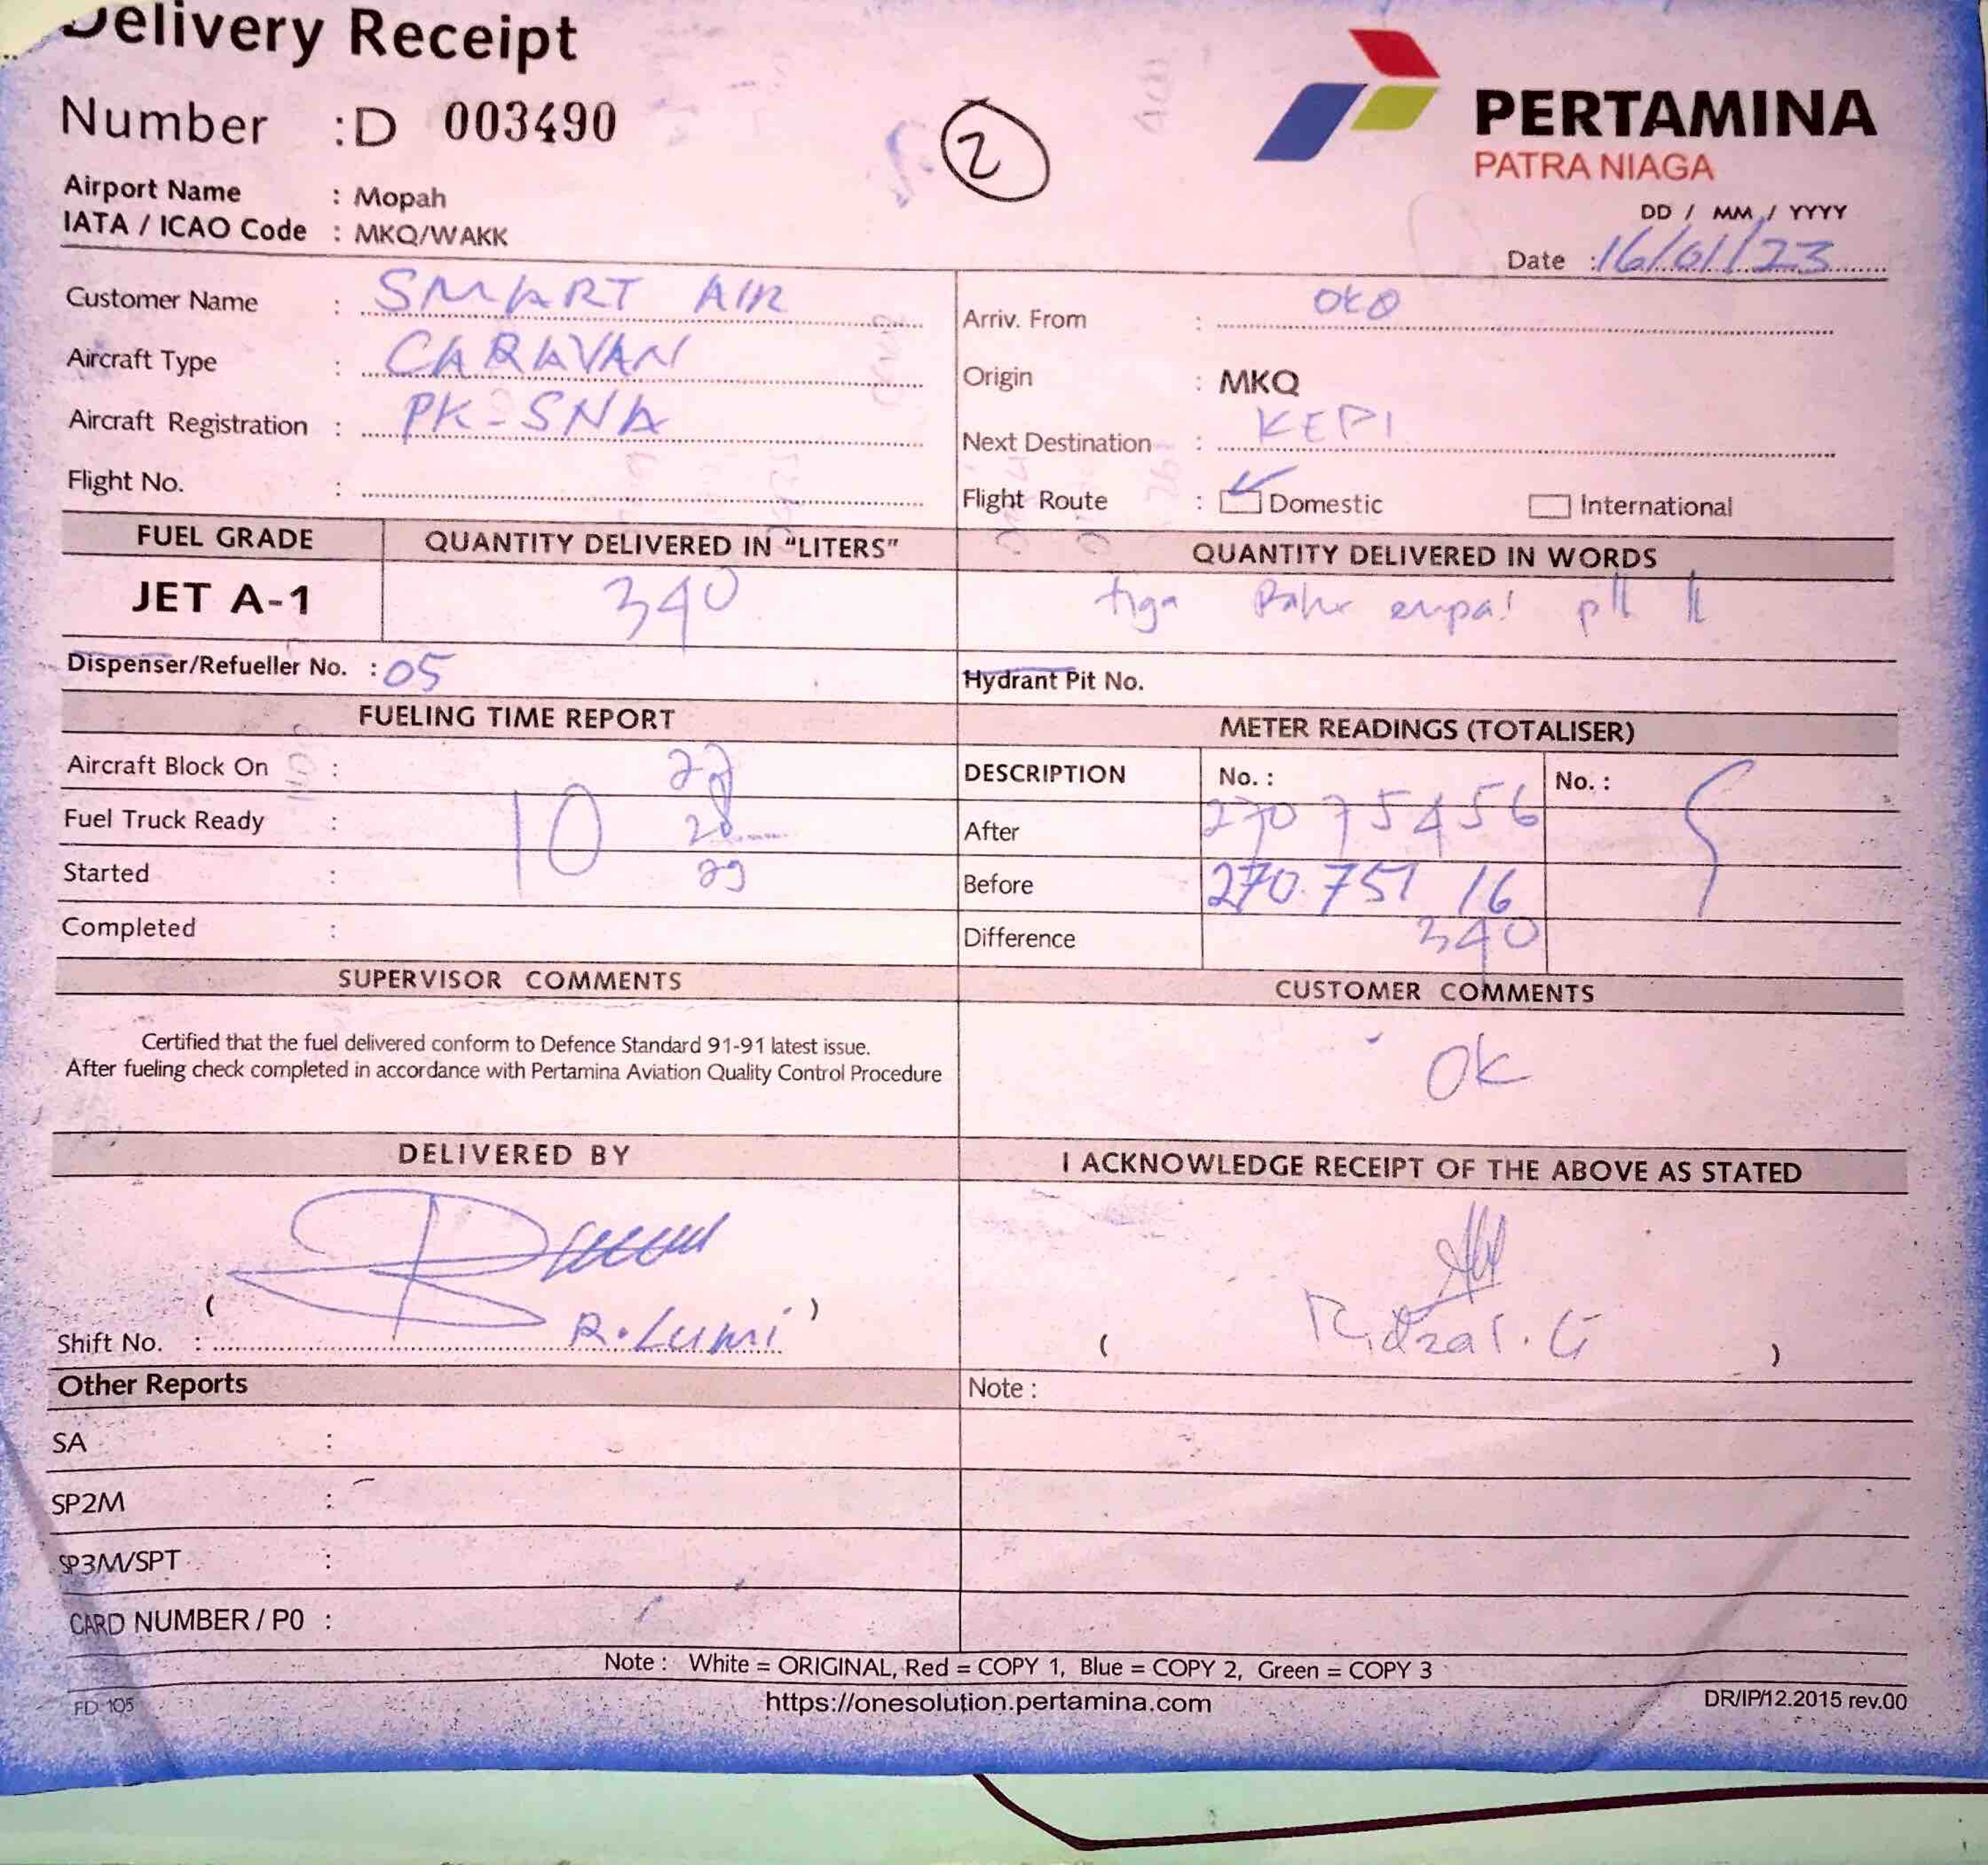 Delivery Receipt
Number : D 003490
2
PERTAMINA
PATRA NIAGA
Airport Name : Mopah
IATA / ICAO Code : MKQ/WAKK
DD / MM / YYYY
Date : 16/01/23
Customer Name : SMART AIR
Arriv. From : OKO
Aircraft Type : CARAVAN
Origin : MKQ
Aircraft Registration : PK-SNA
Next Destination : KEPI
Flight No. :
Flight Route : Domestic International
FUEL GRADE QUANTITY DELIVERED IN "LITERS" QUANTITY DELIVERED IN WORDS
JET A-1 340 tiga
Dispenser/Refueller No. : 05 Hydrant Pit No.
FUELING TIME REPORT METER READINGS (TOTALISER)
Aircraft Block On : DESCRIPTION No. : No. :
Fuel Truck Ready : 10 28 After 270 75456
Started : 29 Before 270.751 16
Completed : Difference 340
SUPERVISOR COMMENTS CUSTOMER COMMENTS
Certified that the fuel delivered conform to Defence Standard 91-91 latest issue.
After fueling check completed in accordance with Pertamina Aviation Quality Control Procedure
OK
DELIVERED BY I ACKNOWLEDGE RECEIPT OF THE ABOVE AS STATED
( R. Lumi )
Shift No. :
( Ridzal. G )
Other Reports Note :
SA :
SP2M :
SP3M/SPT :
CARD NUMBER / P0 :
Note : White = ORIGINAL, Red = COPY 1, Blue = COPY 2, Green = COPY 3
FD 105 https://onesolution.pertamina.com DR/IP/12.2015 rev.00